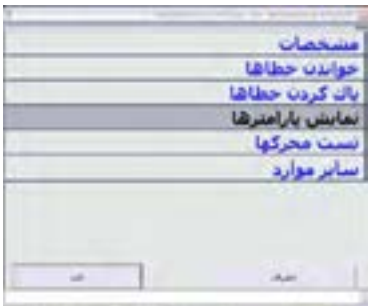 مشخصات
خواندن خطاها
پاک کردن خطاها
نمایش پارامترها
تست محرکها
سایر موارد